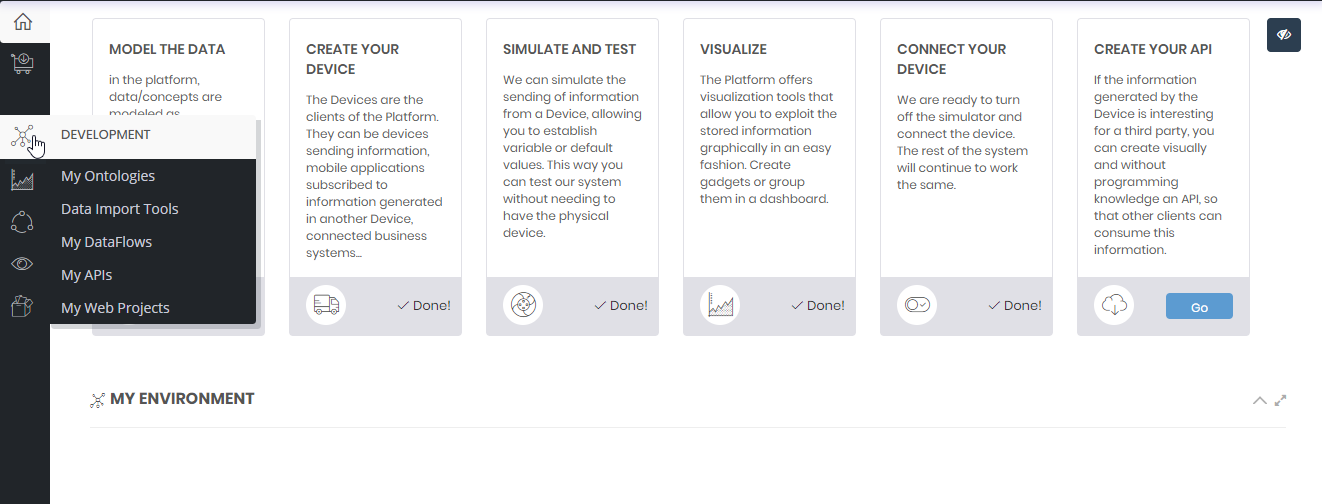 MODEL THE DATA
in the platform,
data/concepts are
modeled as
CREATE YOUR
DEVICE
The Devices are the
clients of the Platform.
They can be devices
sending information,
mobile applications
subscribed to
information generated
in another Device,
connected business
systems...
Done!
SIMULATE AND TEST
We can simulate the
sending of information
from a Device, allowing
you to establish
variable or default
values. This way you
can test our system
without needing to
have the physical
device.
Done!
VISUALIZE
The Platform offers
visualization tools that
allow you to exploit the
stored information
graphically in an easy
fashion. Create
gadgets or group
them in a dashboard.
Done!
CONNECT YOUR
DEVICE
We are ready to turn
off the simulator and
connect the device.
The rest of the system
will continue to work
the same.
Done!
CREATE YOUR API
If the information
generated by the
Device is interesting
for a third party, you
can create visually
and without
programming
knowledge an API, so
that other clients can
consume this
information.
Go
DEVELOPMENT
My Ontologies
Data Import Tools
My DataFlows
My APIs
My Web Projects
MY ENVIRONMENT